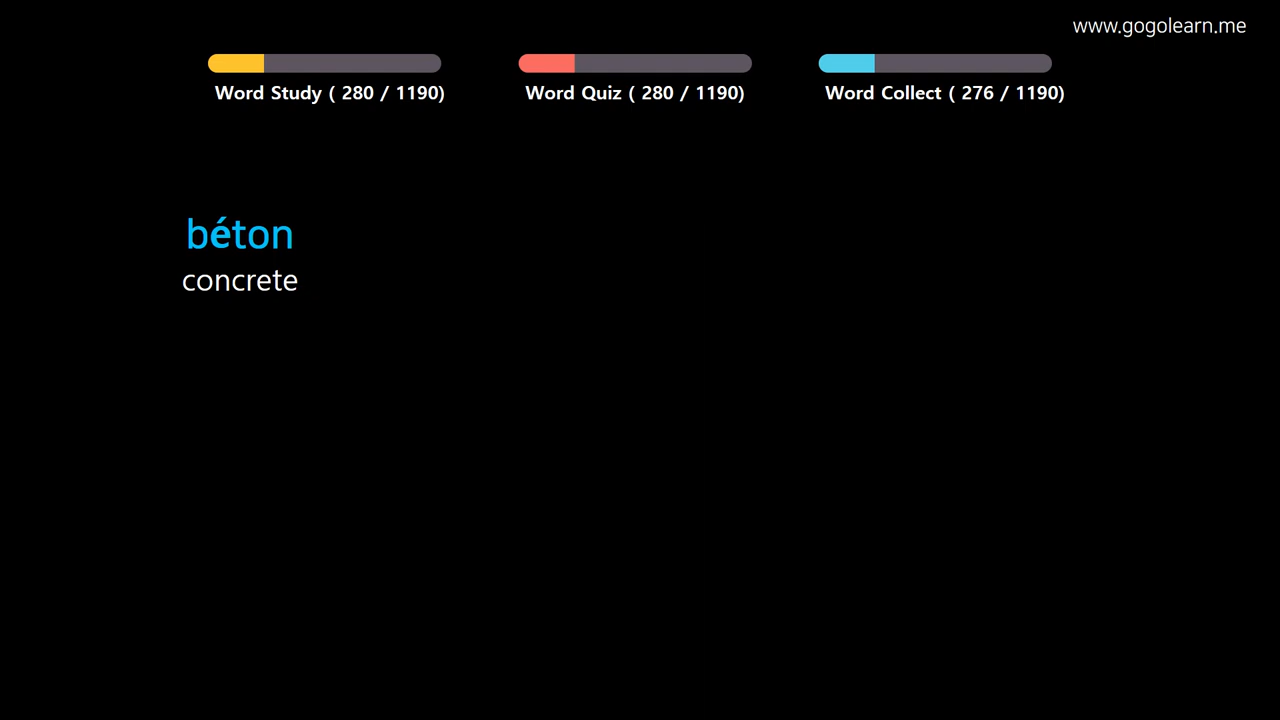 www.gogolearn.me
Word Study ( 280 / 1190)
Word Quiz ( 280 / 1190)
Word Collect ( 276 / 1190)
béton
concrete